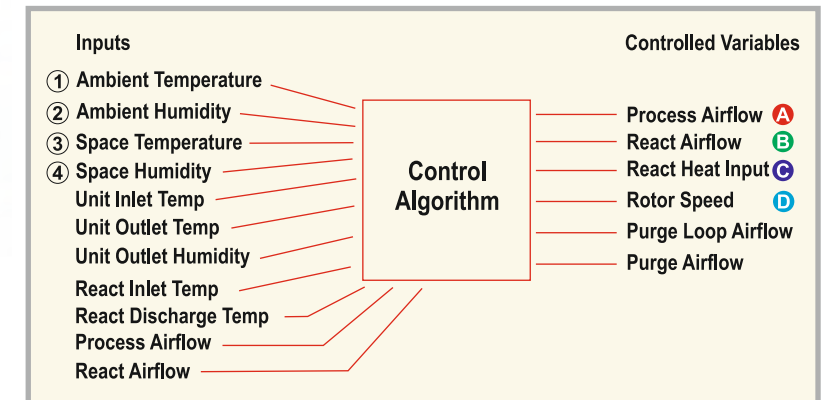 Inputs
Controlled Variables
1 Ambient Temperature
2 Ambient Humidity
3 Space Temperature
4 Space Humidity
Unit Inlet Temp
Unit Outlet Temp
Unit Outlet Humidity
React Inlet Temp
React Discharge Temp
Process Airflow
React Airflow
Control
Algorithm
Process Airflow A
React Airflow B
React Heat Input C
Rotor Speed D
Purge Loop Airflow
Purge Airflow